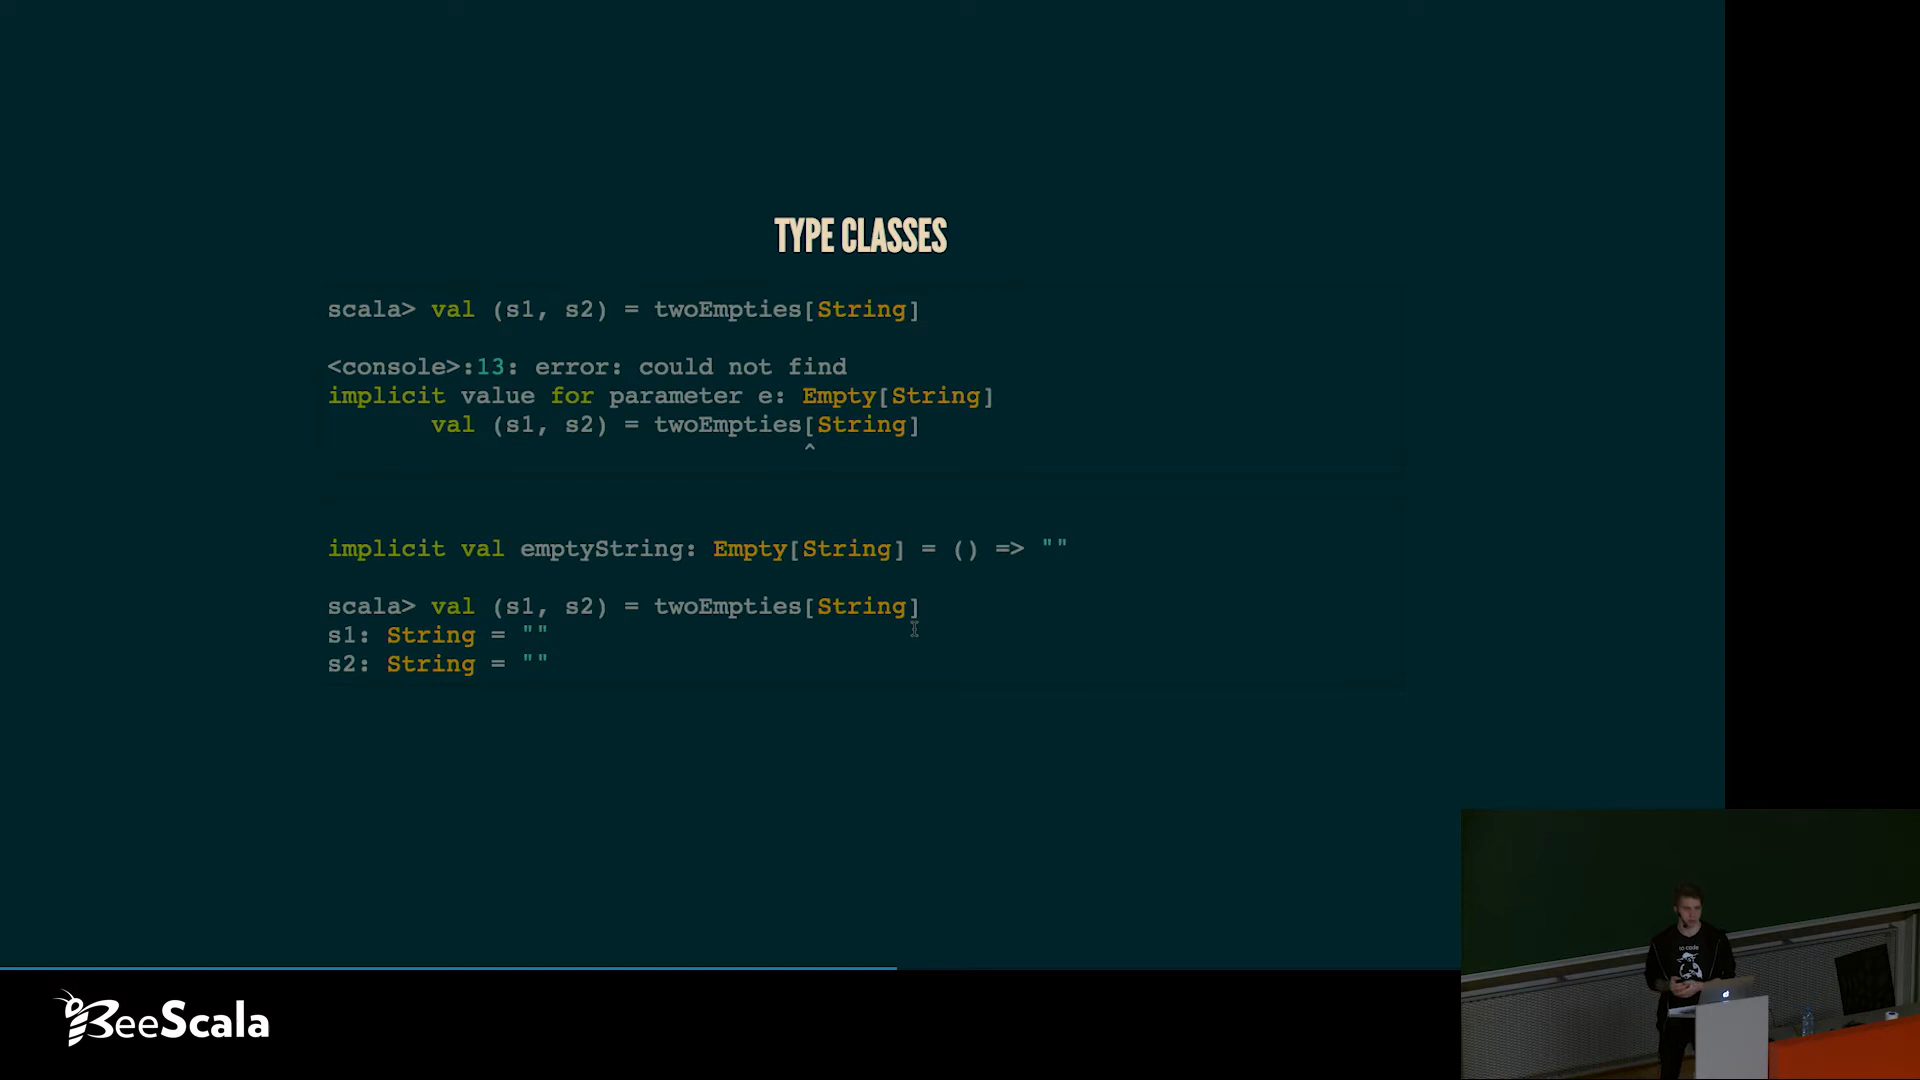 TYPE CLASSES
scala> val (s1, s2) = twoEmpties[String]
<console>:13: error: could not find
implicit value for parameter e: Empty[String]
val (s1, s2) = twoEmpties[String]
^
implicit val emptyString: Empty[String] = () => ""
scala> val (s1, s2) = twoEmpties[String]
s1: String = ""
s2: String = ""
to code
BeeScala